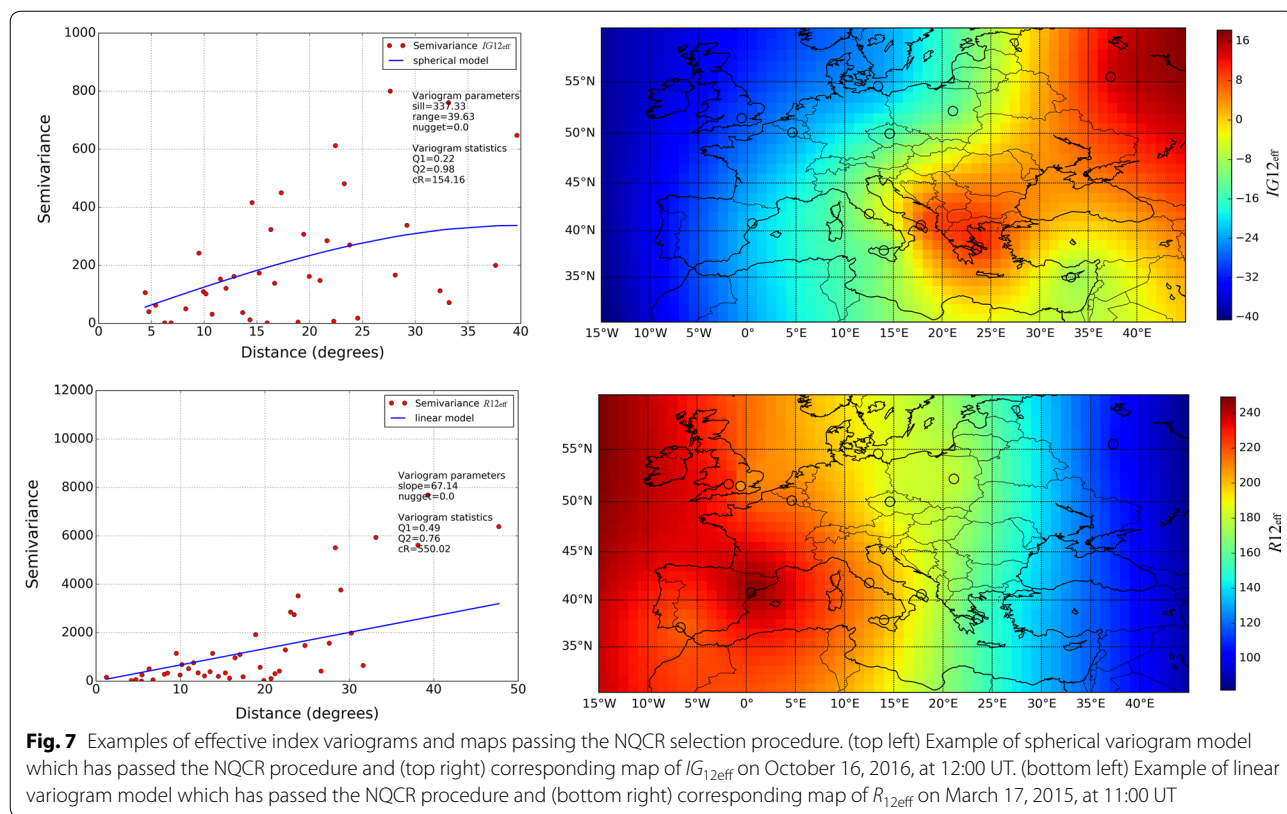 1000
800
600
400
200
0
Semivariance
0 5 10 15 20 25 30 35 40
Distance (degrees)
Semivariance IG12eff
spherical model
Variogram parameters
sill=337.33
range=39.63
nugget=0.0
Variogram statistics
Q1=0.22
Q2=0.98
cR=154.16
55°N
50°N
45°N
40°N
35°N
15°W 10°W 5°W 0° 5°E 10°E 15°E 20°E 25°E 30°E 35°E 40°E
16
8
0
−8
−16
−24
−32
−40
IG12eff
12000
10000
8000
6000
4000
2000
0
Semivariance
0 10 20 30 40 50
Distance (degrees)
Semivariance R12eff
linear model
Variogram parameters
slope=67.14
nugget=0.0
Variogram statistics
Q1=0.49
Q2=0.76
cR=550.02
55°N
50°N
45°N
40°N
35°N
15°W 10°W 5°W 0° 5°E 10°E 15°E 20°E 25°E 30°E 35°E 40°E
240
220
200
180
160
140
120
100
R12eff
Fig. 7 Examples of effective index variograms and maps passing the NQCR selection procedure. (top left) Example of spherical variogram model
which has passed the NQCR procedure and (top right) corresponding map of IG12eff on October 16, 2016, at 12:00 UT. (bottom left) Example of linear
variogram model which has passed the NQCR procedure and (bottom right) corresponding map of R12eff on March 17, 2015, at 11:00 UT